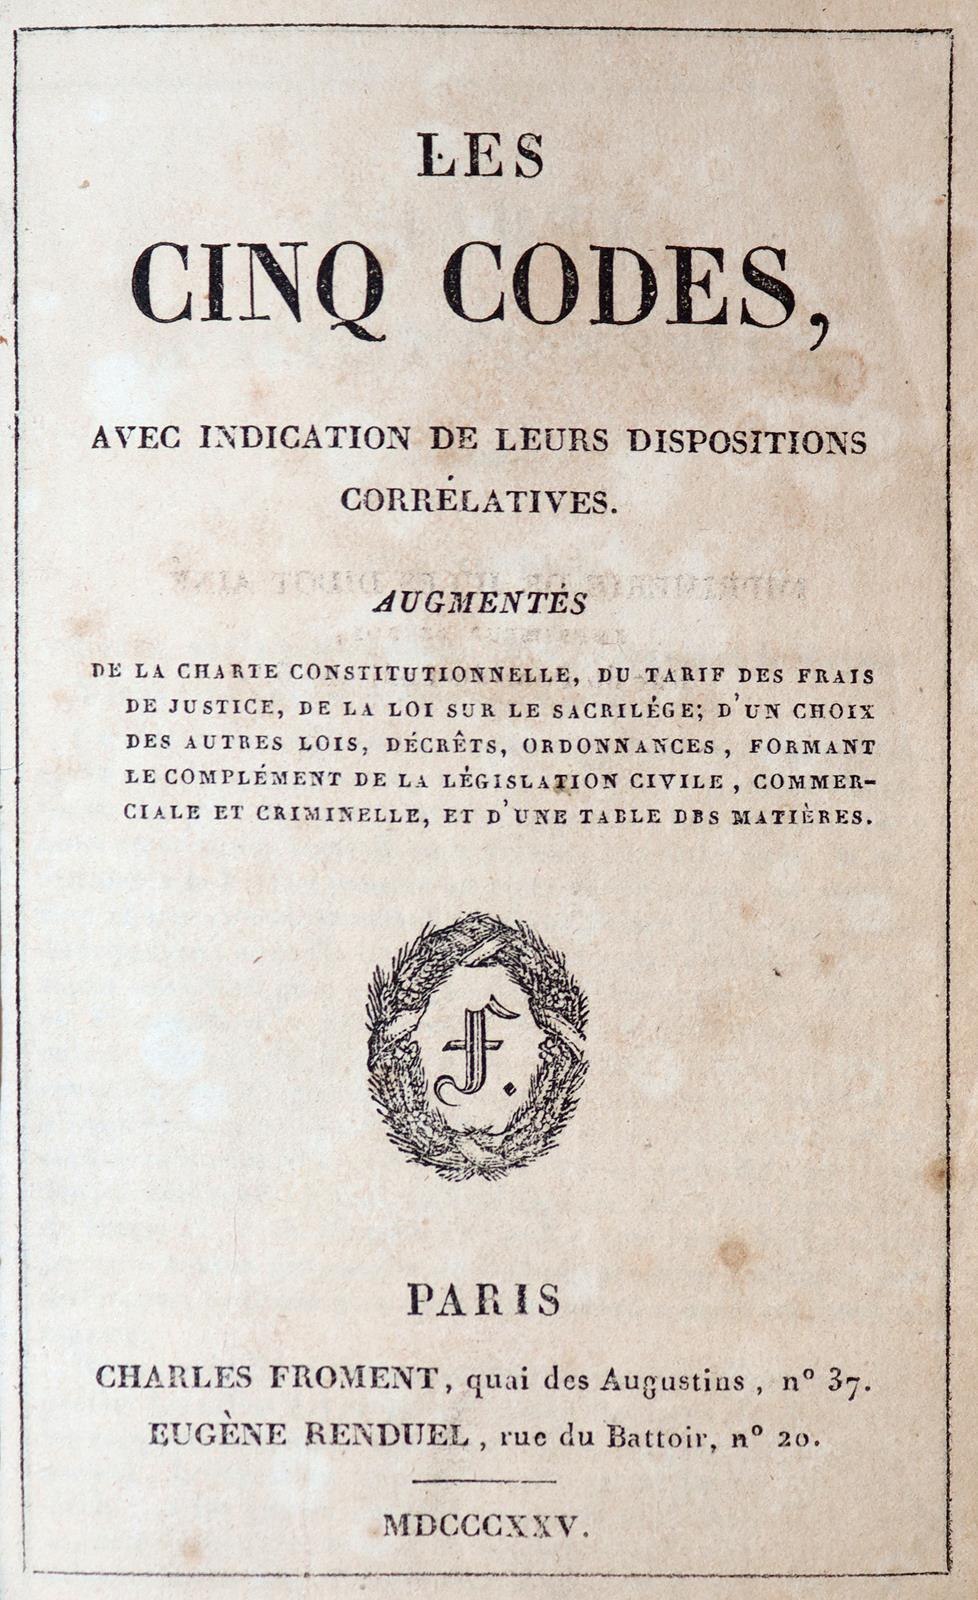 LES
CINQ CODES,
AVEC INDICATION DE LEURS DISPOSITIONS
CORRÉLATIVES.
AUGMENTÉS
DE LA CHARTE CONSTITUTIONNELLE, DU TARIF DES FRAIS
DE JUSTICE, DE LA LOI SUR LE SACRILÉGE; D'UN CHOIX
DES AUTRES LOIS, DÉCRÊTS, ORDONNANCES, FORMANT
LE COMPLÉMENT DE LA LÉGISLATION CIVILE, COMMER-
CIALE ET CRIMINELLE, ET D'UNE TABLE DES MATIÈRES.
F.
PARIS
CHARLES FROMENT, quai des Augustins, nº 37.
EUGÈNE RENDUEL, rue du Battoir, nº 20.
MDCCCXXV.